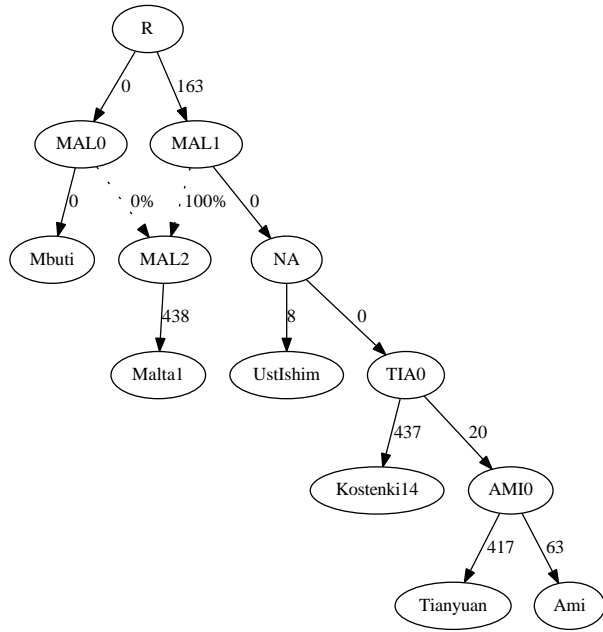 R
0
163
MAL0
MAL1
0
0%
100%
0
Mbuti
MAL2
NA
438
8
0
Malta1
UstIshim
TIA0
437
20
Kostenki14
AMI0
417
63
Tianyuan
Ami